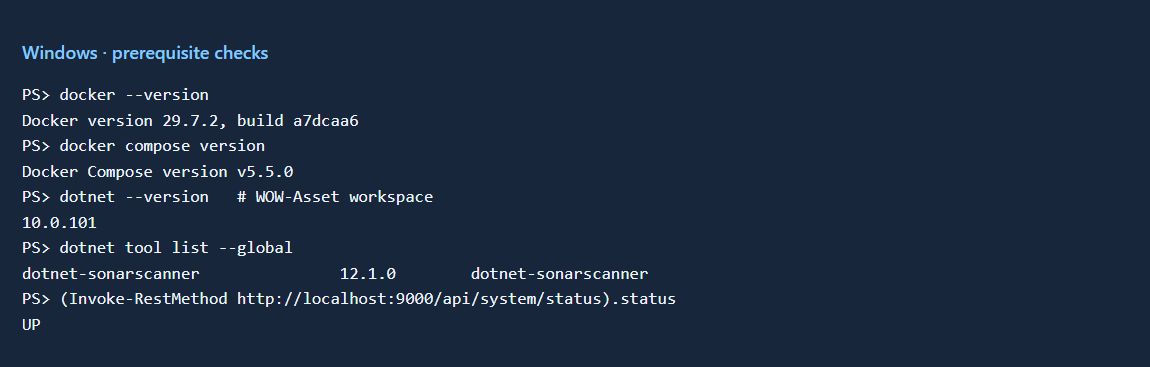 Windows · prerequisite checks
PS> docker --version
Docker version 29.7.2, build a7dcaa6
PS> docker compose version
Docker Compose version v5.5.0
PS> dotnet --version   # WOW-Asset workspace
10.0.101
PS> dotnet tool list --global
dotnet-sonarscanner               12.1.0        dotnet-sonarscanner
PS> (Invoke-RestMethod http://localhost:9000/api/system/status).status
UP